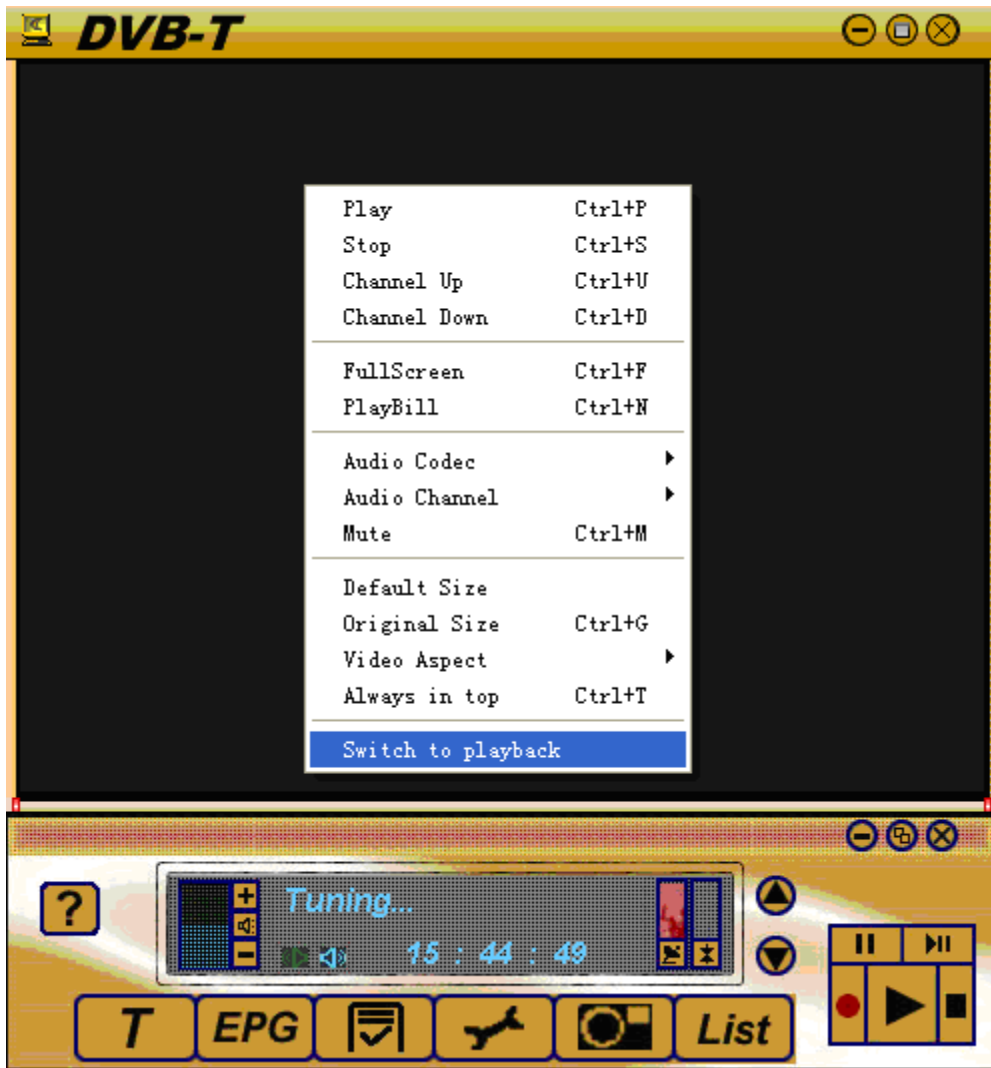 DVB-T
Play Ctrl+P
Stop Ctrl+S
Channel Up Ctrl+U
Channel Down Ctrl+D
FullScreen Ctrl+F
PlayBill Ctrl+N
Audio Codec
Audio Channel
Mute Ctrl+M
Default Size
Original Size Ctrl+G
Video Aspect
Always in top Ctrl+T
Switch to playback
?
Tuning...
15 : 44 : 49
T EPG List